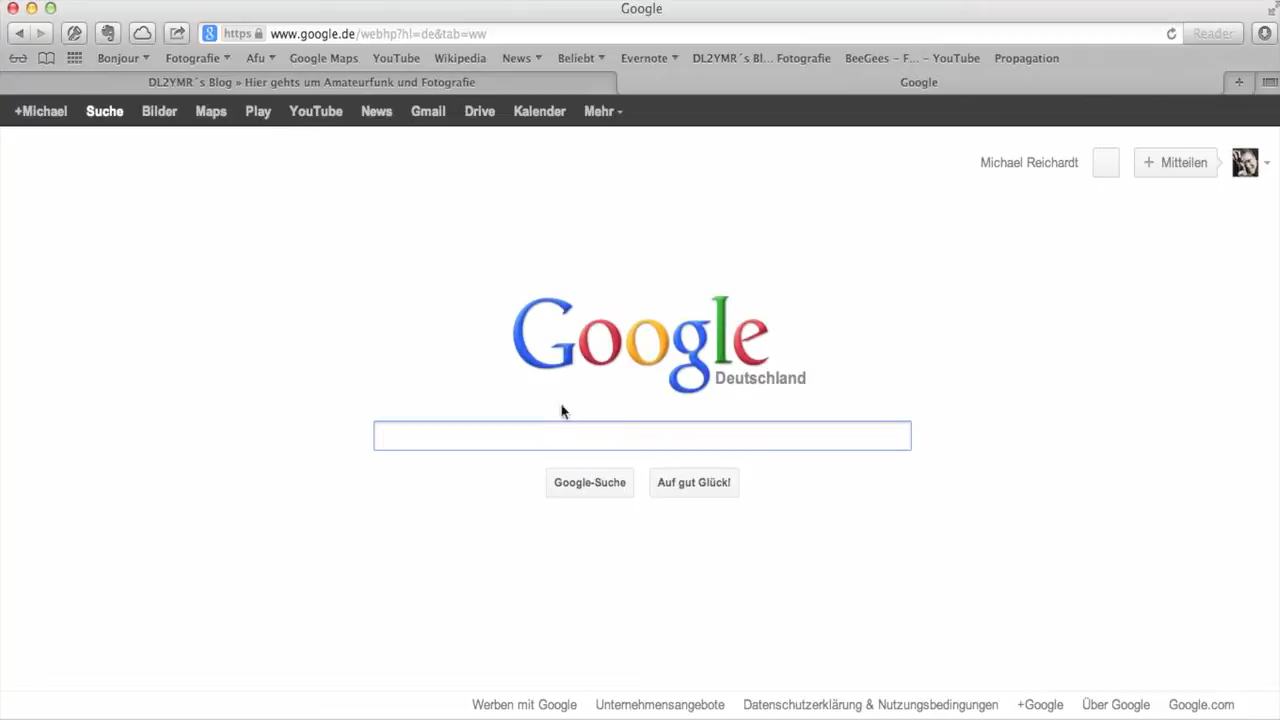 Google
https www.google.de/webhp?hl=de&tab=ww Reader
Bonjour Fotografie Afu Google Maps YouTube Wikipedia News Beliebt Evernote DL2YMR´s Bl... Fotografie BeeGees – F... – YouTube Propagation
DL2YMR´s Blog » Hier gehts um Amateurfunk und Fotografie Google
+Michael Suche Bilder Maps Play YouTube News Gmail Drive Kalender Mehr
Michael Reichardt + Mitteilen
Google
Deutschland
Google-Suche Auf gut Glück!
Werben mit Google Unternehmensangebote Datenschutzerklärung & Nutzungsbedingungen +Google Über Google Google.com